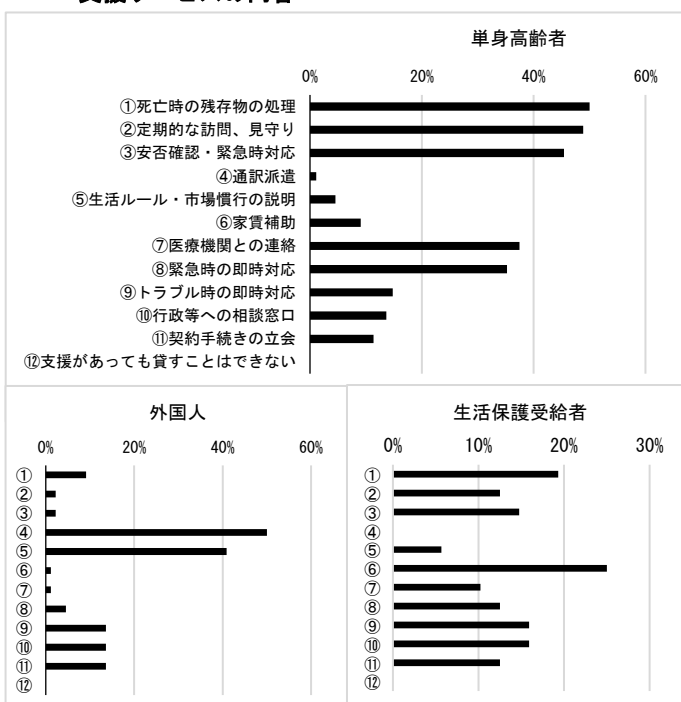 単身高齢者
0% 20% 40% 60%
①死亡時の残存物の処理
②定期的な訪問、見守り
③安否確認・緊急時対応
④通訳派遣
⑤生活ルール・市場慣行の説明
⑥家賃補助
⑦医療機関との連絡
⑧緊急時の即時対応
⑨トラブル時の即時対応
⑩行政等への相談窓口
⑪契約手続きの立会
⑫支援があっても貸すことはできない
外国人
0% 20% 40% 60%
①
②
③
④
⑤
⑥
⑦
⑧
⑨
⑩
⑪
⑫
生活保護受給者
0% 10% 20% 30%
①
②
③
④
⑤
⑥
⑦
⑧
⑨
⑩
⑪
⑫